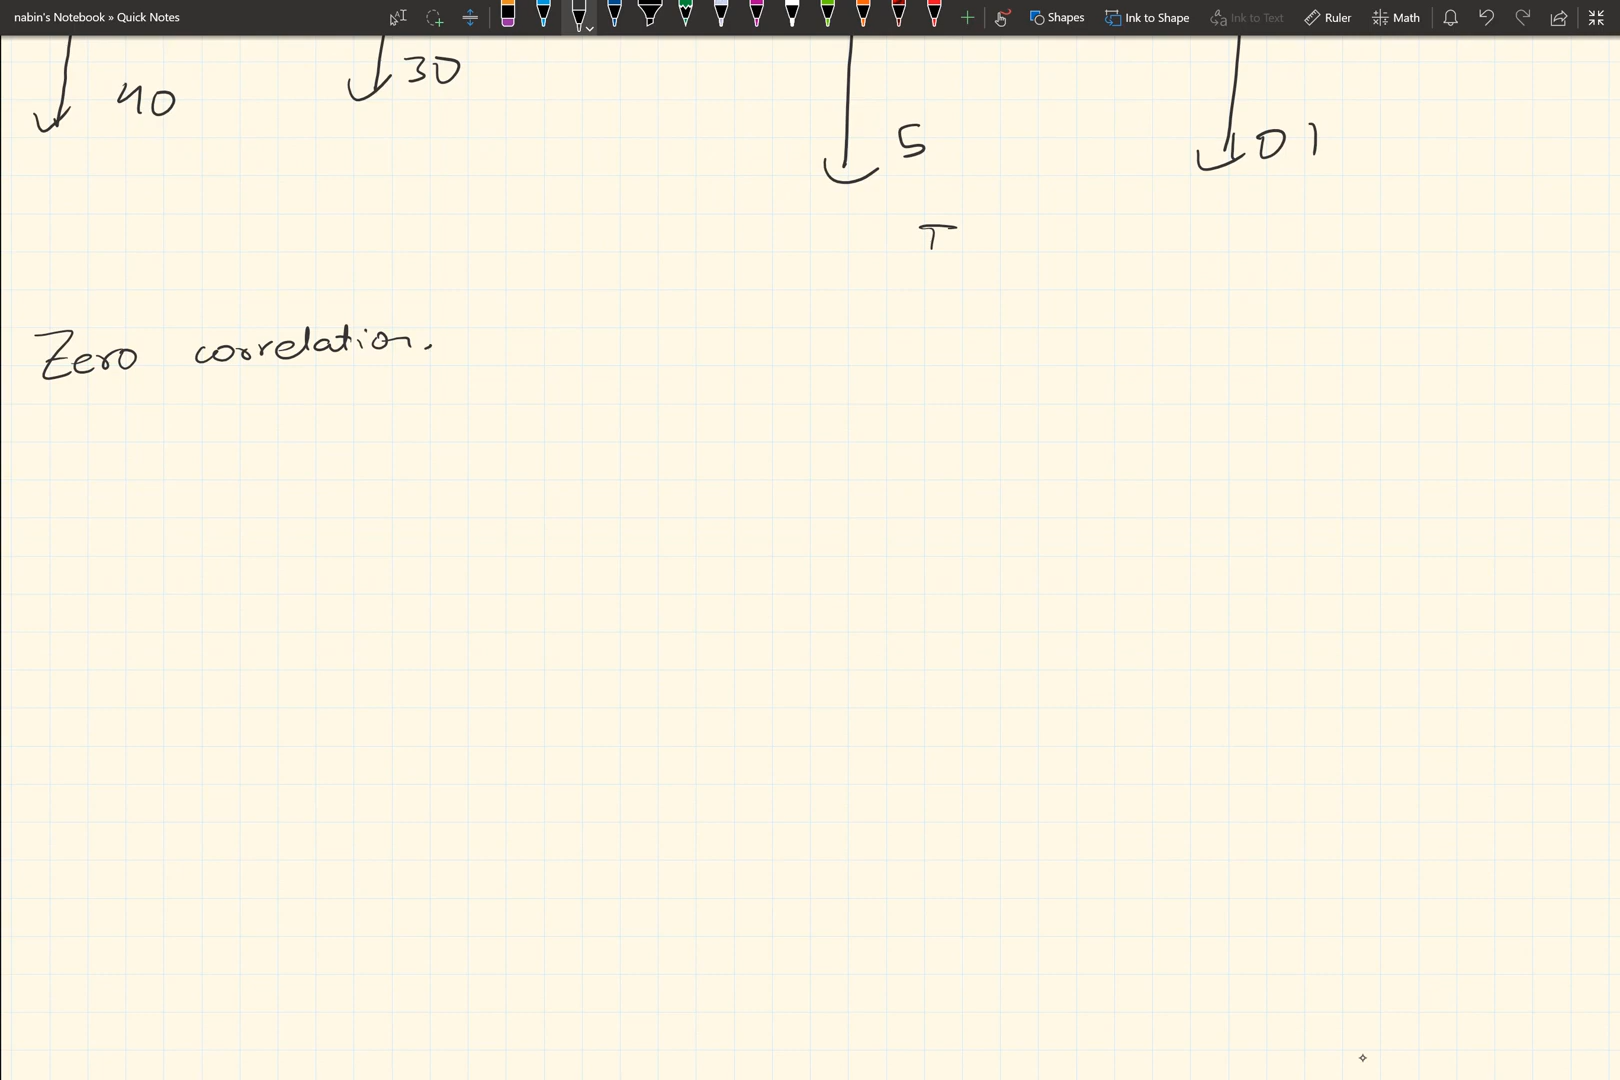 nabin's Notebook » Quick Notes Shapes Ink to Shape Ink to Text Ruler Math
40 30 5 101
T
Zero correlation.